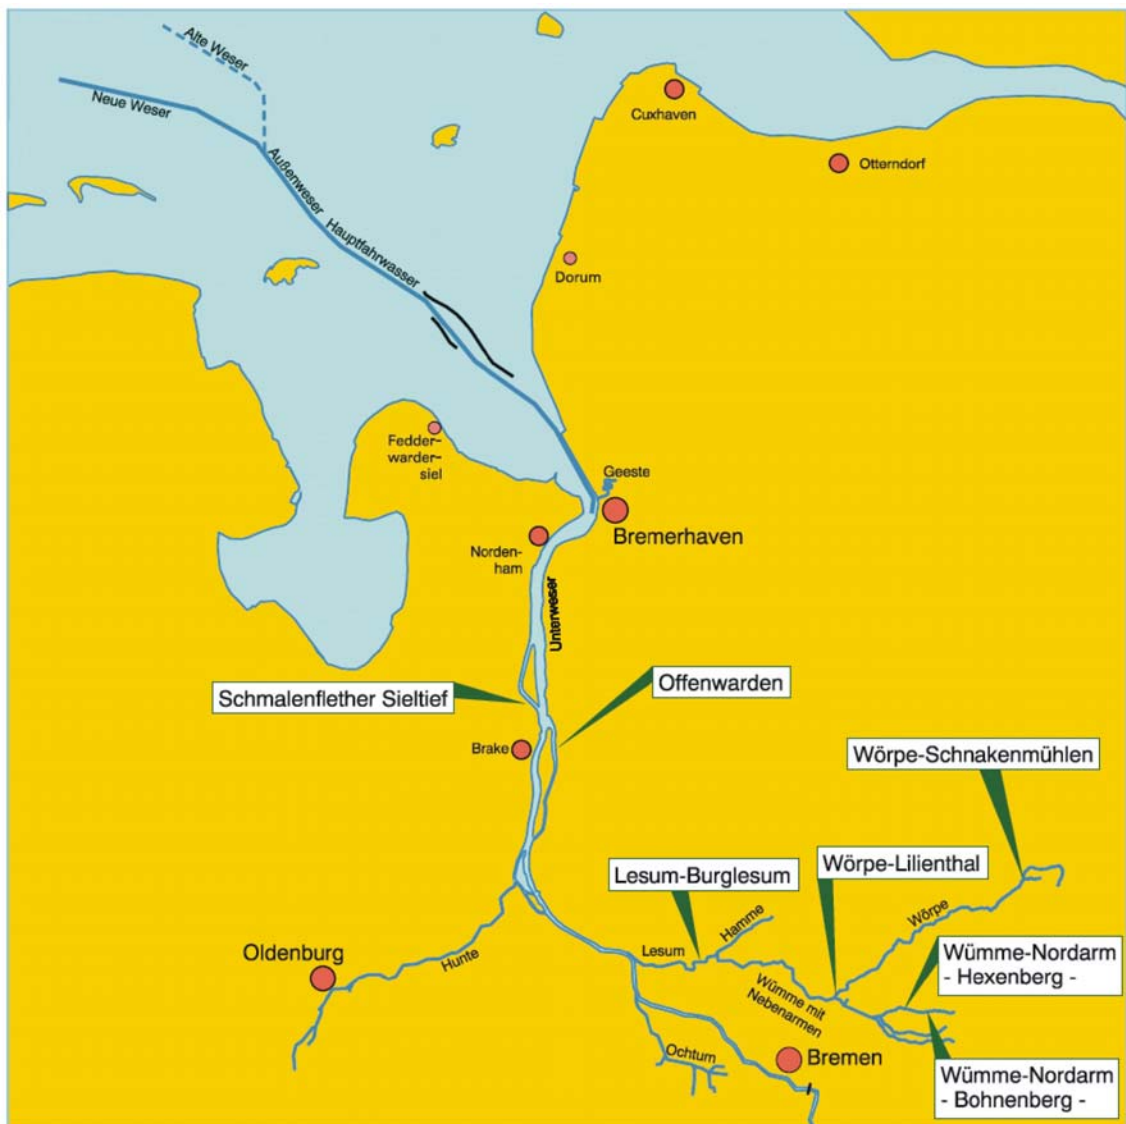 Alte Weser
Neue Weser
Cuxhaven
Otterndorf
Außenweser
Hauptfahrwasser
Dorum
Fedder-
warder-
siel
Geeste
Bremerhaven
Norden-
ham
Unterweser
Schmalenflether Sieltief
Offenwarden
Brake
Wörpe-Schnakenmühlen
Wörpe-Lilienthal
Lesum-Burglesum
Wörpe
Hamme
Lesum
Oldenburg
Hunte
Wümme-Nordarm
- Hexenberg -
Wümme mit
Nebenarmen
Ochtum
Bremen
Wümme-Nordarm
- Bohnenberg -